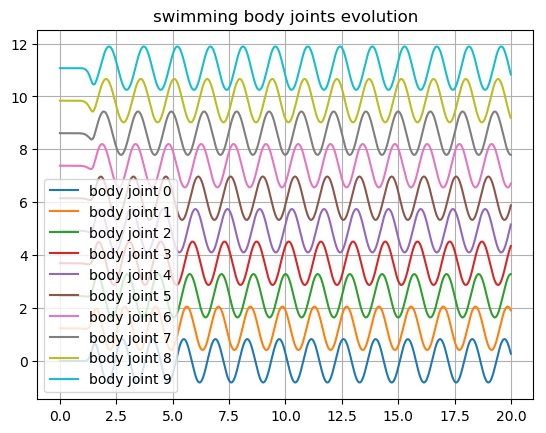 swimming body joints evolution
12
10
8
6
4
2
0
body joint 0
body joint 1
body joint 2
body joint 3
body joint 4
body joint 5
body joint 6
body joint 7
body joint 8
body joint 9
0.0 2.5 5.0 7.5 10.0 12.5 15.0 17.5 20.0